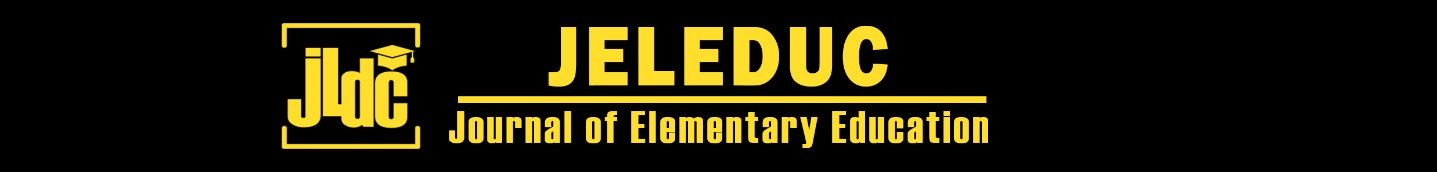 jLdc
JELEDUC
Journal of Elementary Education